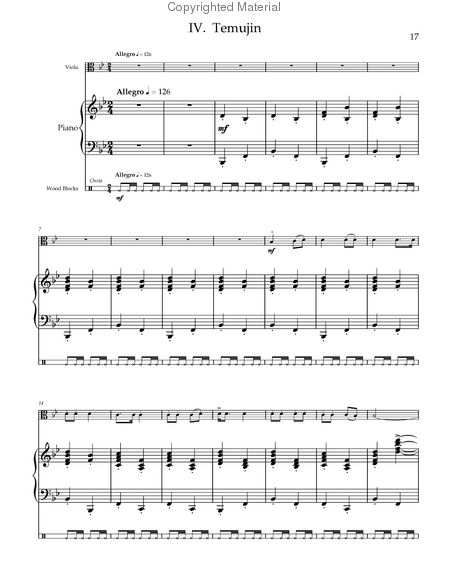 Copyrighted Material
IV. Temujin
17
Allegro ♩ = 126
Viola
Allegro ♩ = 126
Piano
mf
Ossia
Allegro ♩ = 126
Wood Blocks
mf
7
mf
14